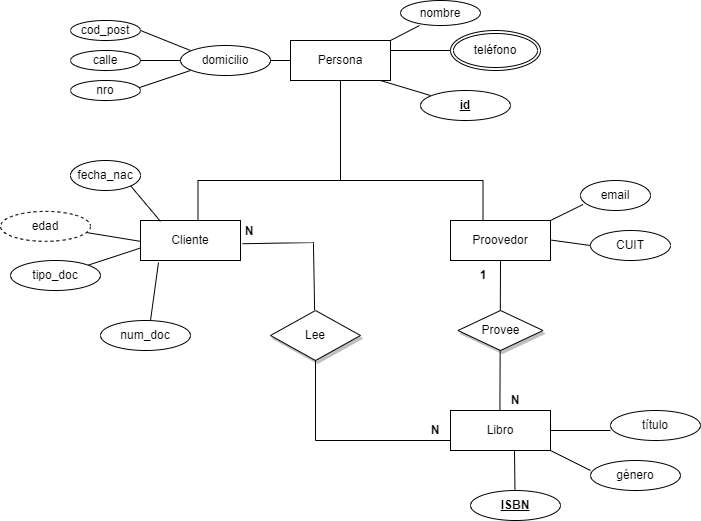 nombre
cod_post
teléfono
calle
domicilio
Persona
nro
id
fecha_nac
email
edad
Cliente
N
Proovedor
CUIT
tipo_doc
1
num_doc
Lee
Provee
N
N
Libro
título
género
ISBN